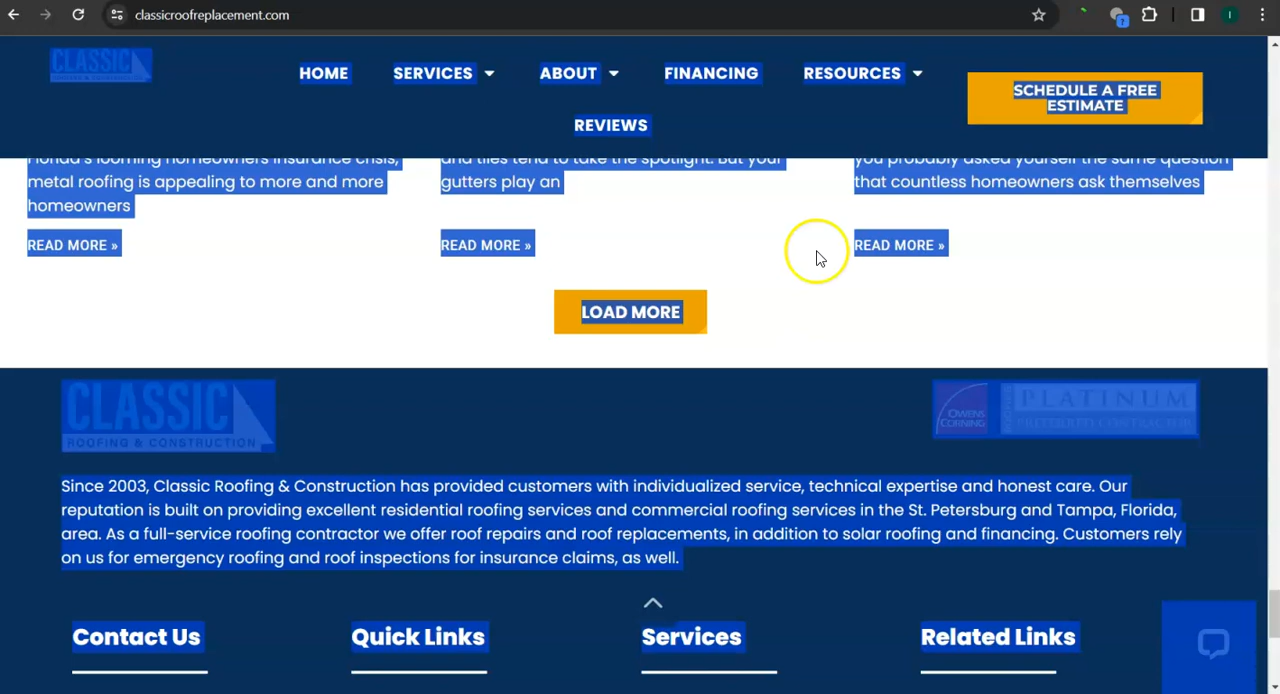 classicroofreplacement.com
CLASSIC
HOME
SERVICES
ABOUT
FINANCING
RESOURCES
SCHEDULE A FREE
ESTIMATE
REVIEWS
Florida's looming homeowners insurance crisis,
metal roofing is appealing to more and more
homeowners
and tiles tend to take the spotlight. But your
gutters play an
you probably asked yourself the same question
that countless homeowners ask themselves
READ MORE »
READ MORE »
READ MORE »
LOAD MORE
CLASSIC
ROOFING & CONSTRUCTION
OWENS
CORNING
PLATINUM
PREFERRED CONTRACTOR
Since 2003, Classic Roofing & Construction has provided customers with individualized service, technical expertise and honest care. Our
reputation is built on providing excellent residential roofing services and commercial roofing services in the St. Petersburg and Tampa, Florida,
area. As a full-service roofing contractor we offer roof repairs and roof replacements, in addition to solar roofing and financing. Customers rely
on us for emergency roofing and roof inspections for insurance claims, as well.
Contact Us
Quick Links
Services
Related Links